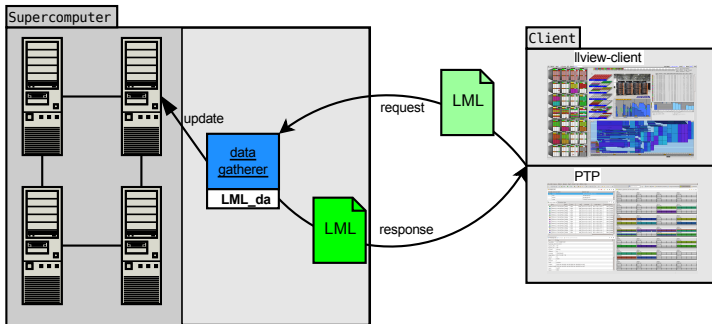 Supercomputer
Client
llview-client
LML
request
update
data
gatherer
LML_da
PTP
LML
response